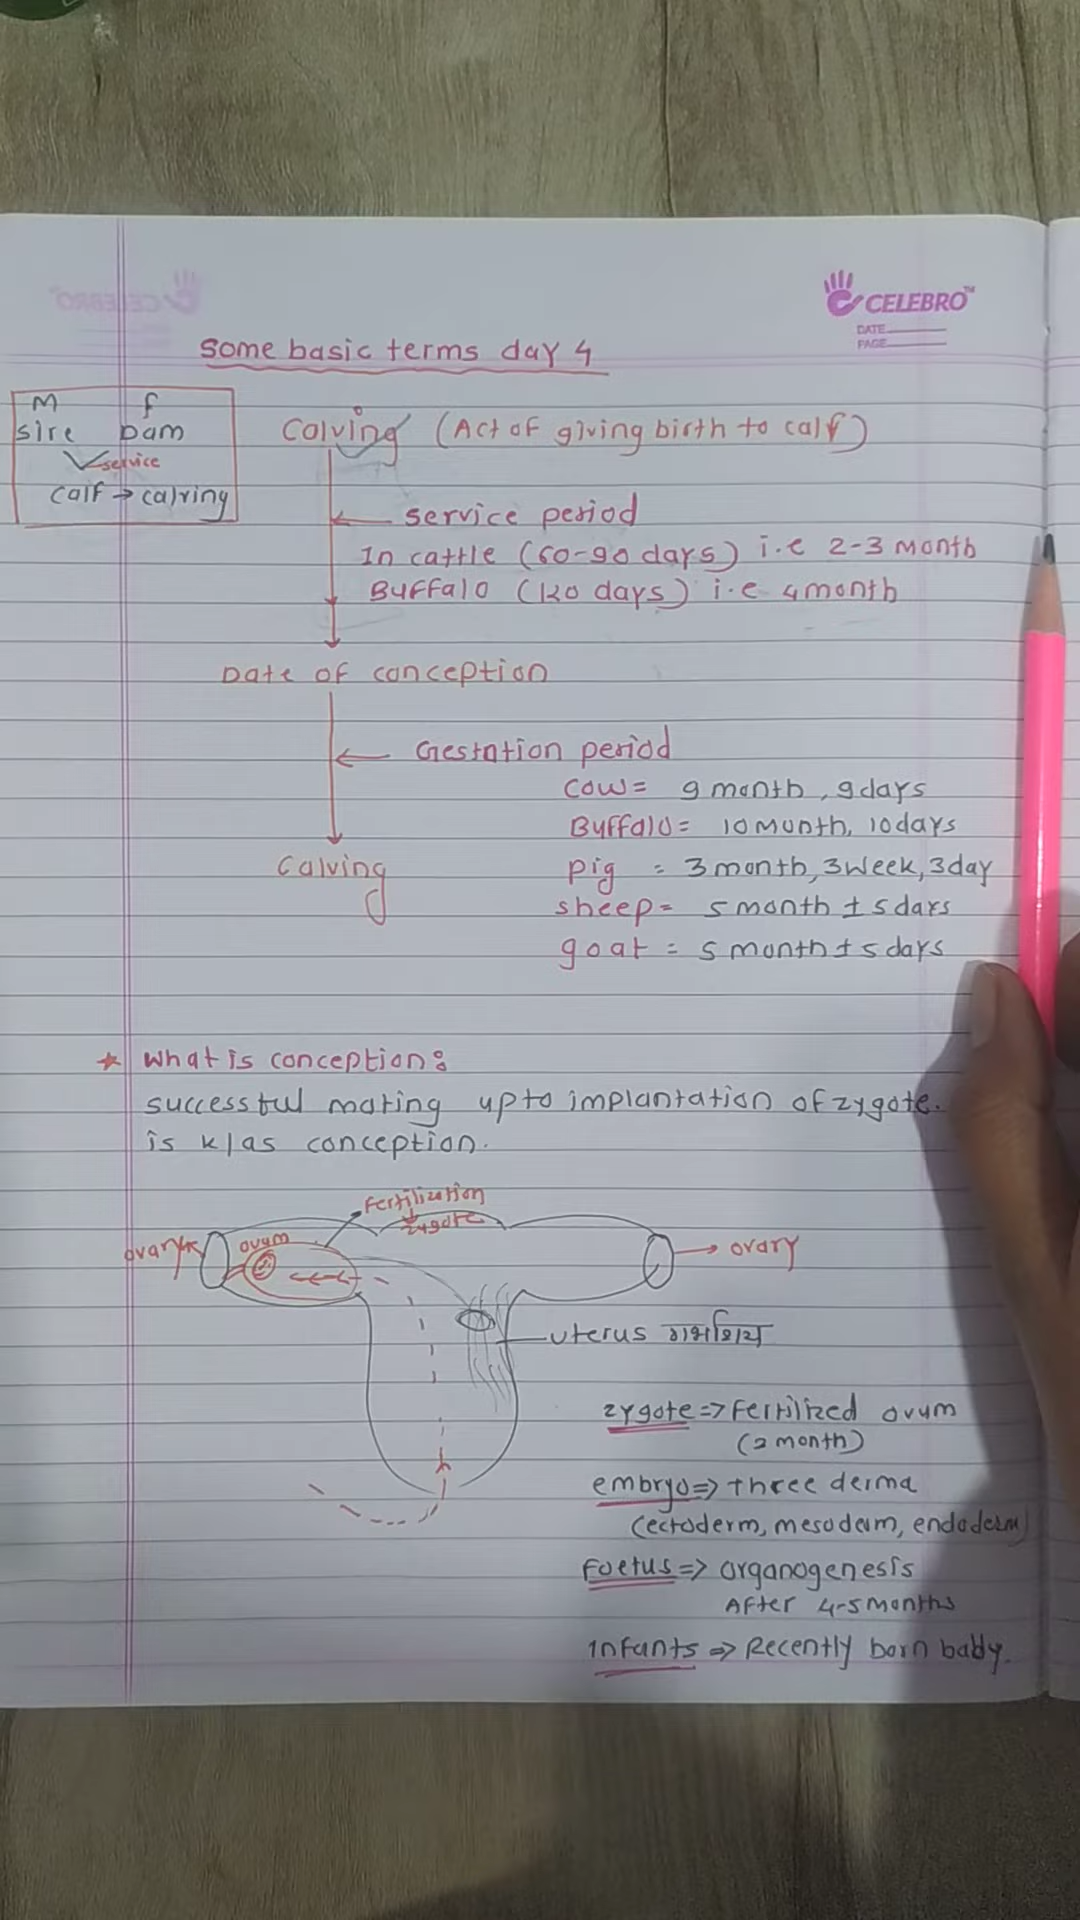 CELEBRO™
DATE
PAGE
Some basic terms day 4
M f
Sire Dam
service
Calf → calving
Calving (Act of giving birth to calf)
service period
In cattle (60-90 days) i.e 2-3 month
Buffalo (120 days) i.e 4 month
Date of conception
Gestation period
Cow = 9 month, 9 days
Buffalo = 10 month, 10 days
Calving
pig = 3 month, 3 week, 3 day
sheep = 5 month ± 5 days
goat = 5 month ± 5 days
* What is conception:
successful mating upto implantation of zygote.
is k/as conception.
Fertilization
zygote
ovary
ovum
→ ovary
uterus गर्भाशय
zygote => Fertilized ovum
(2 month)
embryo => three derma
(ectoderm, mesoderm, endoderm)
Foetus => organogenesis
After 4-5 months
Infants => Recently born baby.